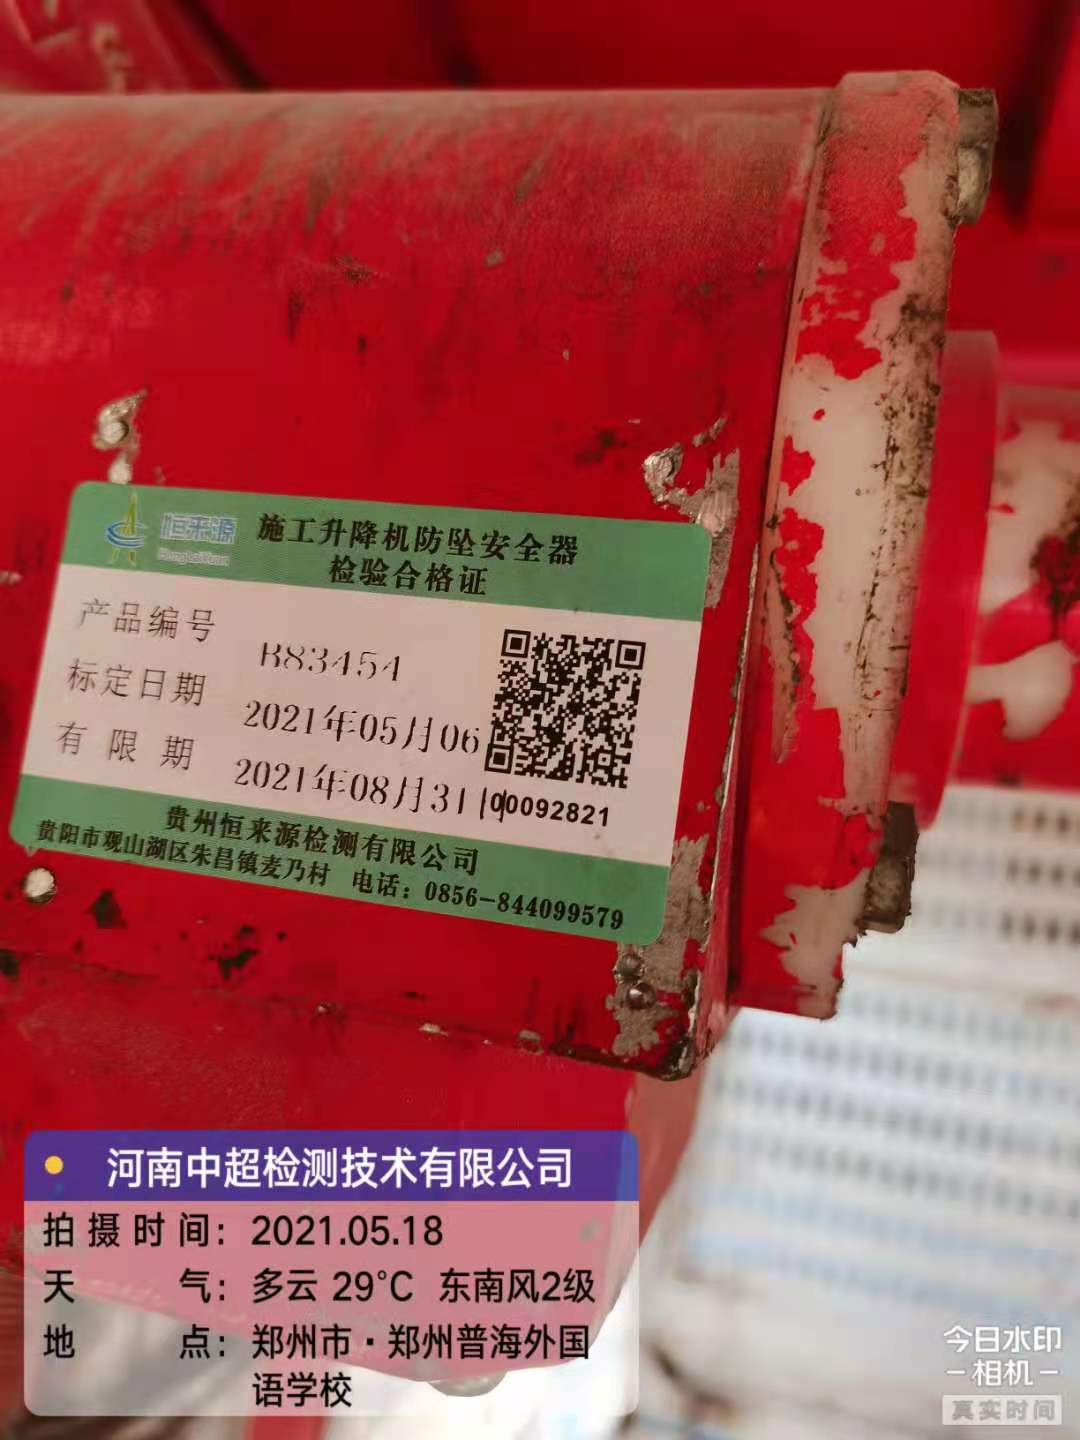 恒来源
HengLaiYuan
施工升降机防坠安全器
检验合格证
产品编号 B83454
标定日期 2021年05月06
有限期 2021年08月31
00092821
贵州恒来源检测有限公司
贵阳市观山湖区朱昌镇麦乃村 电话：0856-844099579
河南中超检测技术有限公司
拍摄时间：2021.05.18
天气：多云 29℃ 东南风2级
地点：郑州市·郑州普海外国
语学校
今日水印
-相机-
真实时间